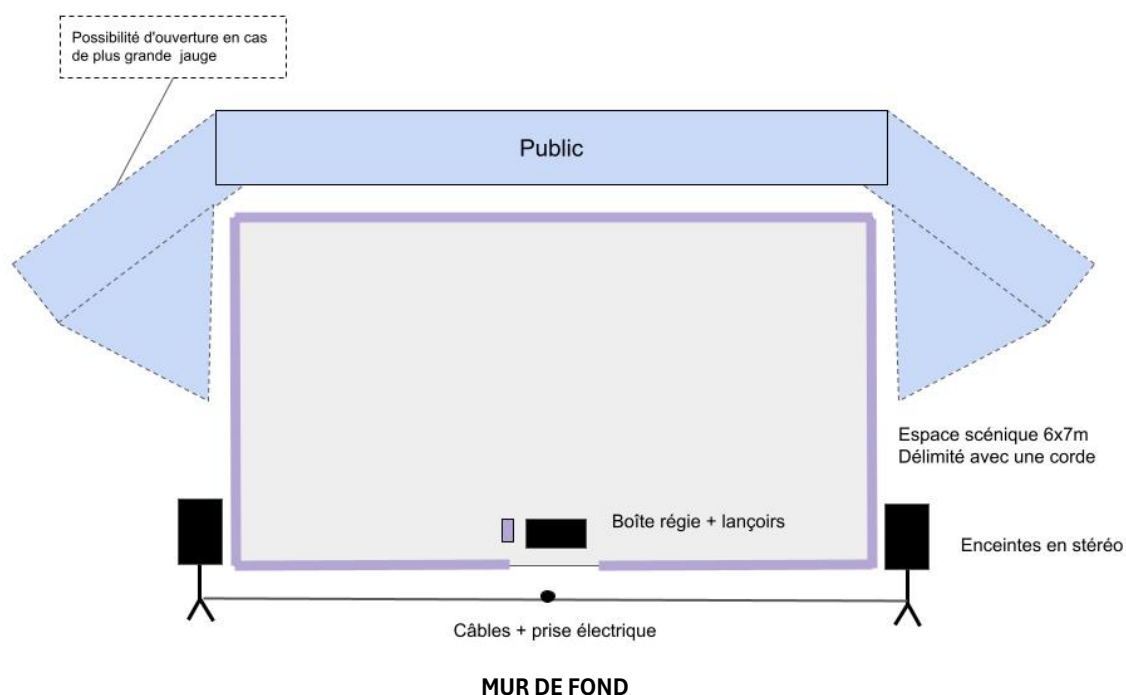 Possibilité d'ouverture en cas
de plus grande jauge
Public
Espace scénique 6x7m
Délimité avec une corde
Boîte régie + lançoirs
Enceintes en stéréo
Câbles + prise électrique
MUR DE FOND